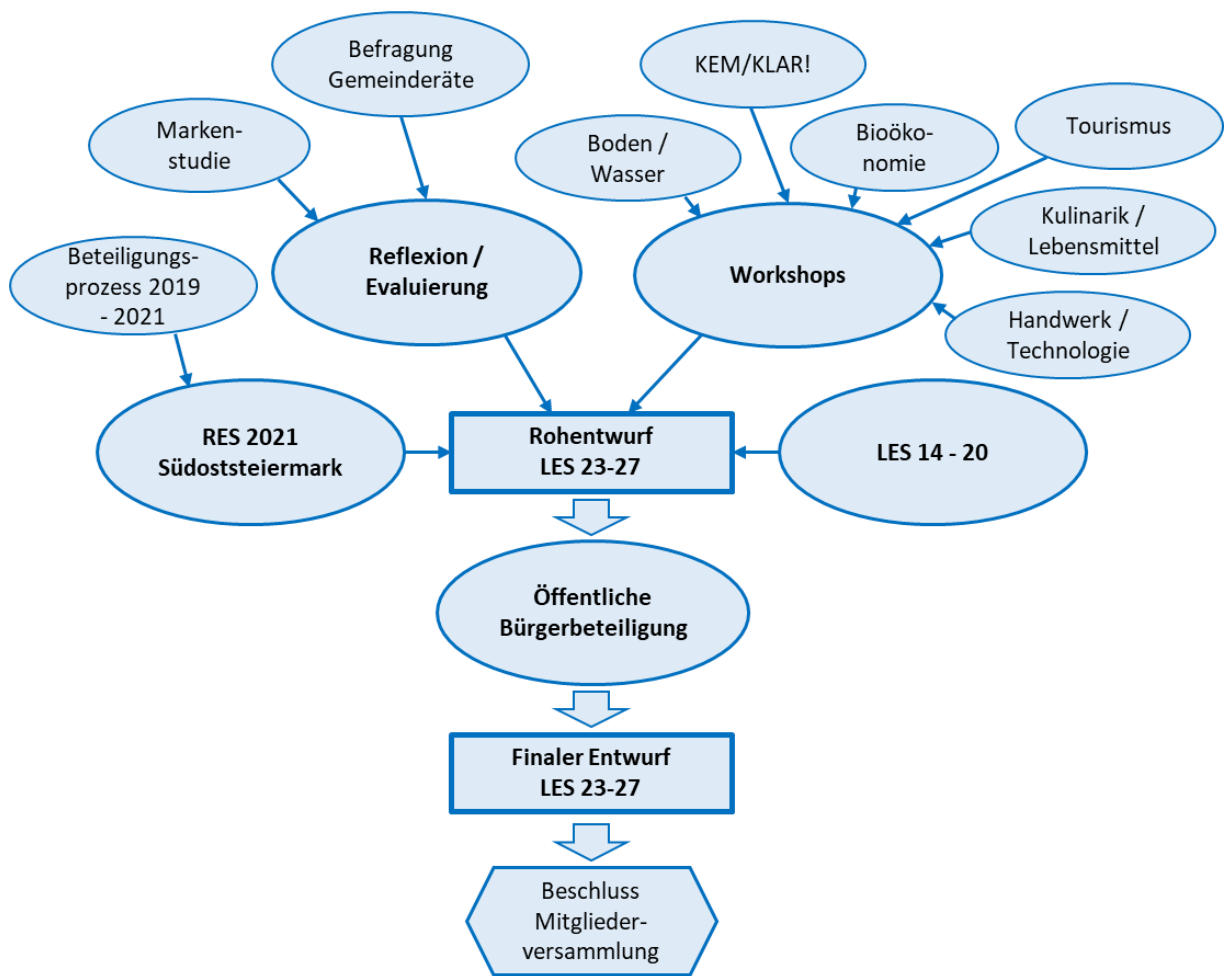 Befragung
Gemeinderäte
KEM/KLAR!
Marken-
studie
Boden /
Wasser
Bioöko-
nomie
Tourismus
Kulinarik /
Lebensmittel
Reflexion /
Evaluierung
Workshops
Beteiligungs-
prozess 2019
- 2021
Handwerk /
Technologie
RES 2021
Südoststeiermark
Rohentwurf
LES 23-27
LES 14 - 20
Öffentliche
Bürgerbeteiligung
Finaler Entwurf
LES 23-27
Beschluss
Mitglieder-
versammlung